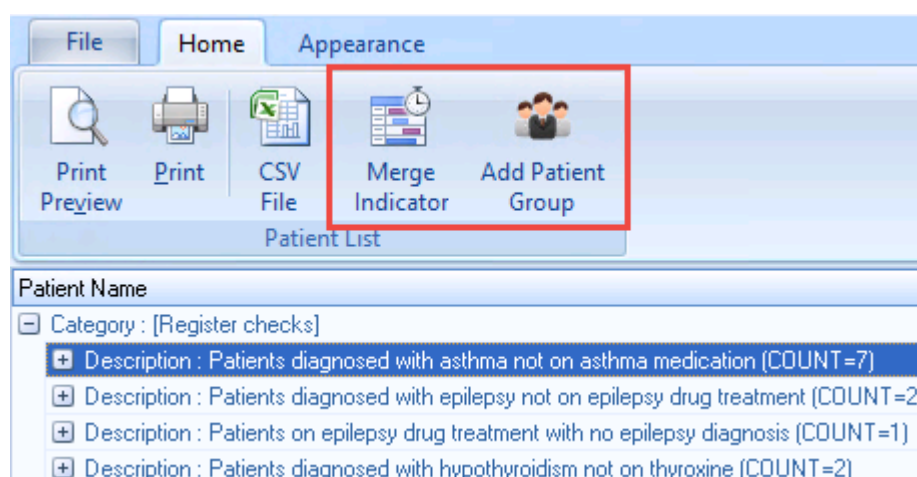 File Home Appearance
Print Preview Print CSV File Merge Indicator Add Patient Group
Patient List
Patient Name
Category : [Register checks]
Description : Patients diagnosed with asthma not on asthma medication (COUNT=7)
Description : Patients diagnosed with epilepsy not on epilepsy drug treatment (COUNT=2
Description : Patients on epilepsy drug treatment with no epilepsy diagnosis (COUNT=1)
Description : Patients diagnosed with hypothyroidism not on thyroxine (COUNT=2)